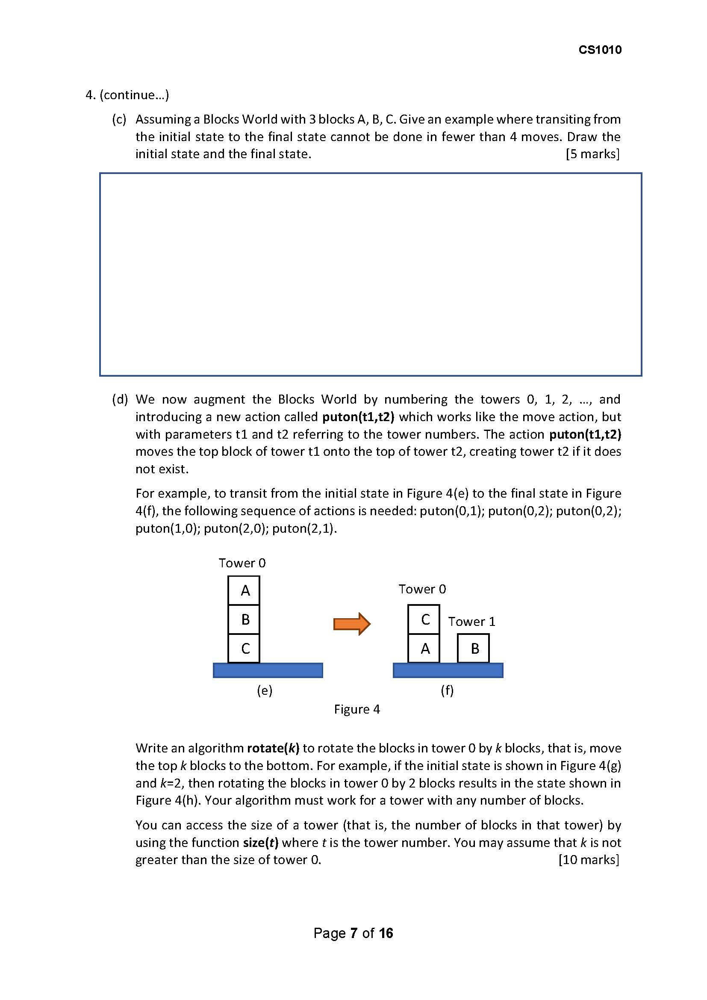 CS1010
4. (continue…)
(c) Assuming a Blocks World with 3 blocks A, B, C. Give an example where transiting from
the initial state to the final state cannot be done in fewer than 4 moves. Draw the
initial state and the final state. [5 marks]
(d) We now augment the Blocks World by numbering the towers 0, 1, 2, …, and
introducing a new action called puton(t1,t2) which works like the move action, but
with parameters t1 and t2 referring to the tower numbers. The action puton(t1,t2)
moves the top block of tower t1 onto the top of tower t2, creating tower t2 if it does
not exist.
For example, to transit from the initial state in Figure 4(e) to the final state in Figure
4(f), the following sequence of actions is needed: puton(0,1); puton(0,2); puton(0,2);
puton(1,0); puton(2,0); puton(2,1).
Tower 0
A
B
C
(e)
Tower 0
C
A
Tower 1
B
(f)
Figure 4
Write an algorithm rotate(k) to rotate the blocks in tower 0 by k blocks, that is, move
the top k blocks to the bottom. For example, if the initial state is shown in Figure 4(g)
and k=2, then rotating the blocks in tower 0 by 2 blocks results in the state shown in
Figure 4(h). Your algorithm must work for a tower with any number of blocks.
You can access the size of a tower (that is, the number of blocks in that tower) by
using the function size(t) where t is the tower number. You may assume that k is not
greater than the size of tower 0. [10 marks]
Page 7 of 16